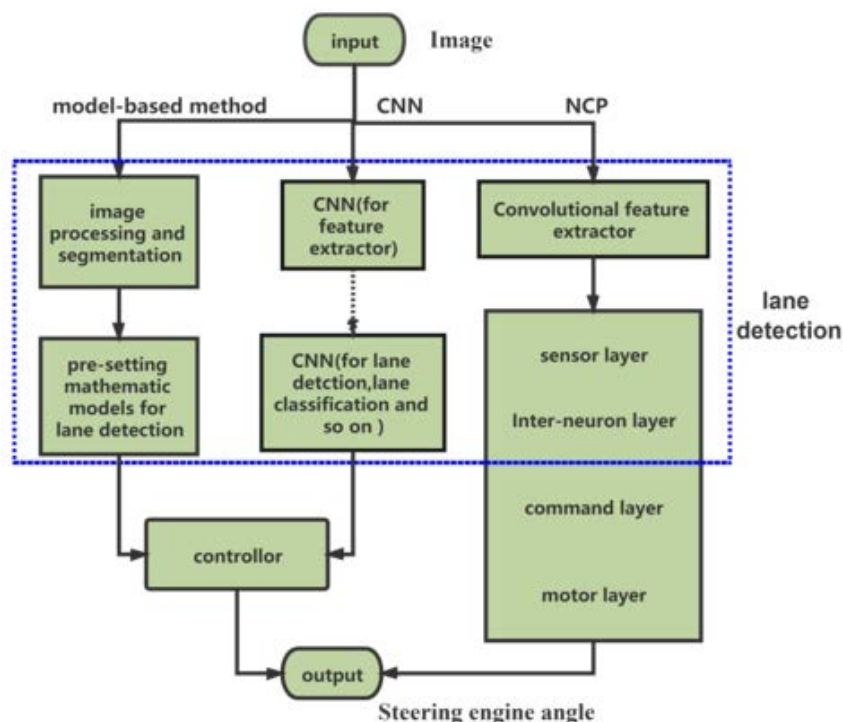 input
Image
model-based method
CNN
NCP
image
processing and
segmentation
CNN(for
feature
extractor)
Convolutional feature
extractor
lane
detection
pre-setting
mathematic
models for
lane detection
CNN(for lane
detction,lane
classification and
so on )
sensor layer
Inter-neuron layer
command layer
motor layer
controllor
output
Steering engine angle